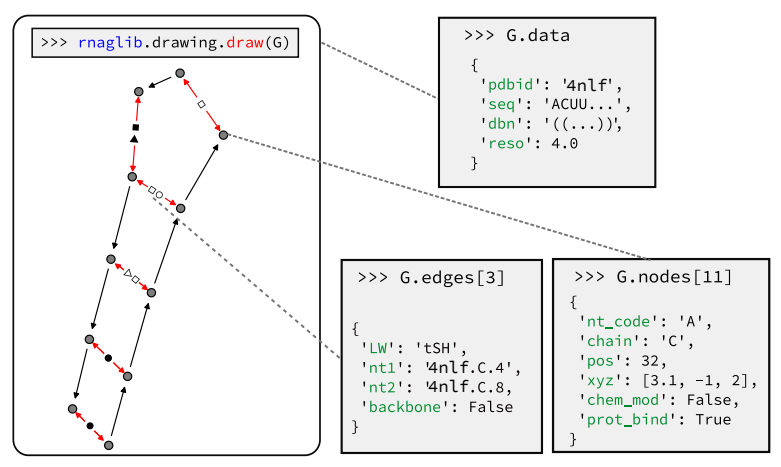 >>> rnaglib.drawing.draw(G)
>>> G.data
{
'pdbid': '4nlf',
'seq': 'ACUU...',
'dbn': '((...))',
'reso': 4.0
}
>>> G.edges[3]
{
'LW': 'tSH',
'nt1': '4nlf.C.4',
'nt2': '4nlf.C.8,
'backbone': False
}
>>> G.nodes[11]
{
'nt_code': 'A',
'chain': 'C',
'pos': 32,
'xyz': [3.1, -1, 2],
'chem_mod': False,
'prot_bind': True
}